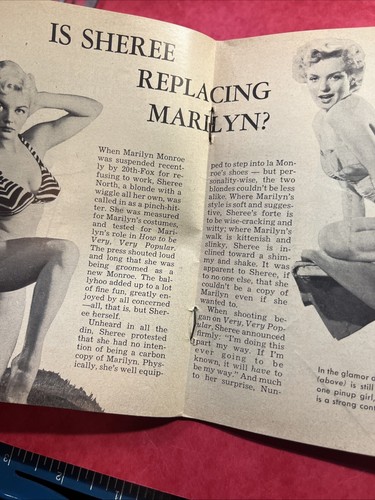 IS SHEREE
REPLACING
MARILYN?
When Marilyn Monroe
was suspended recent-
ly by 20th-Fox for re-
fusing to work, Sheree
North, a blonde with a
wiggle all her own, was
called in as a pinch-hit-
ter. She was measured
for Marilyn's costumes,
and tested for Mari-
lyn's role in How to be
Very, Very Popular.
The press shouted loud
and long that she was
being groomed as a
new Monroe. The bal-
lyhoo added up to a lot
of fine fun, greatly en-
joyed by all concerned
—all, that is, but Sher-
ee herself.
Unheard in all the
din, Sheree protested
that she had no inten-
tion of being a carbon
copy of Marilyn. Phys-
ically, she's well equip-
ped to step into la Mon-
roe's shoes — but per-
sonality-wise, the two
blondes couldn't be less
alike. Where Marilyn's
style is soft and sugges-
tive, Sheree's forte is
to be wise-cracking and
witty; where Marilyn's
walk is kittenish and
slinky, Sheree is in-
clined toward a shim-
my and shake. It was
apparent to Sheree, if
to no one else, that she
couldn't be a copy of
Marilyn even if she
wanted to.
When shooting be-
gan on Very, Very Pop-
ular, Sheree announced
firmly: "I'm doing this
part my way. If I'm
ever going to be
known, it will have to
be my way." And much
to her surprise, Nun-
In the glamor d
(above) is still
one pinup girl,
is a strong cont